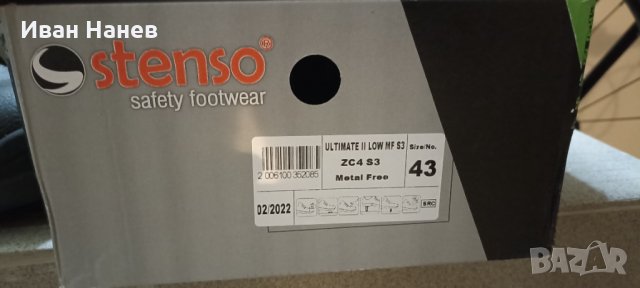 Иван Нанев
stenso
safety footwear
ULTIMATE II LOW MF S3
Size/No.
ZC4 S3
43
Metal Free
2 006100 352085
02/2022
SRC
BAZAR